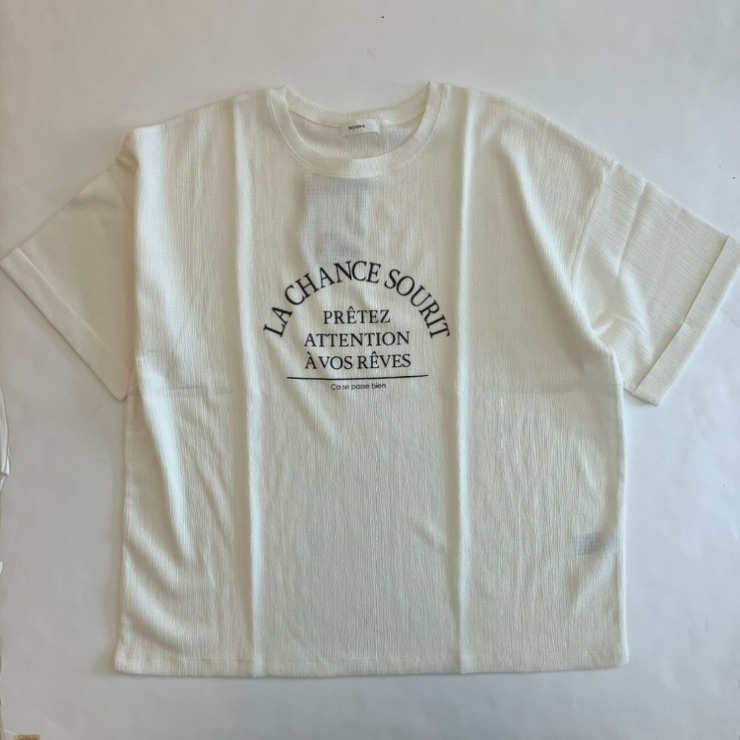 LA CHANCE SOURIT
PRÊTEZ
ATTENTION
À VOS RÊVES
Ça se passe bien